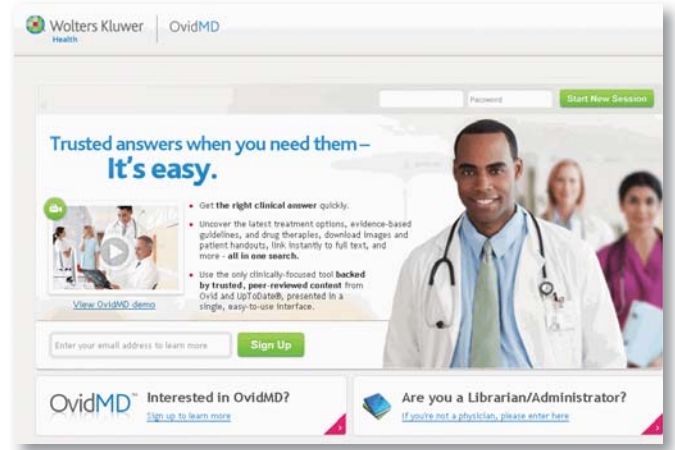 Wolters Kluwer
Health
OvidMD
Password
Start New Session
Trusted answers when you need them –
It's easy.
• Get the right clinical answer quickly.
• Uncover the latest treatment options, evidence-based
guidelines, and drug therapies, download images and
patient handouts, link instantly to full text, and
more - all in one search.
• Use the only clinically-focused tool backed
by trusted, peer-reviewed content from
Ovid and UpToDate®, presented in a
single, easy-to-use interface.
View OvidMD demo
Enter your email address to learn more
Sign Up
OvidMD™
Interested in OvidMD?
Sign up to learn more
Are you a Librarian/Administrator?
If you're not a physician, please enter here